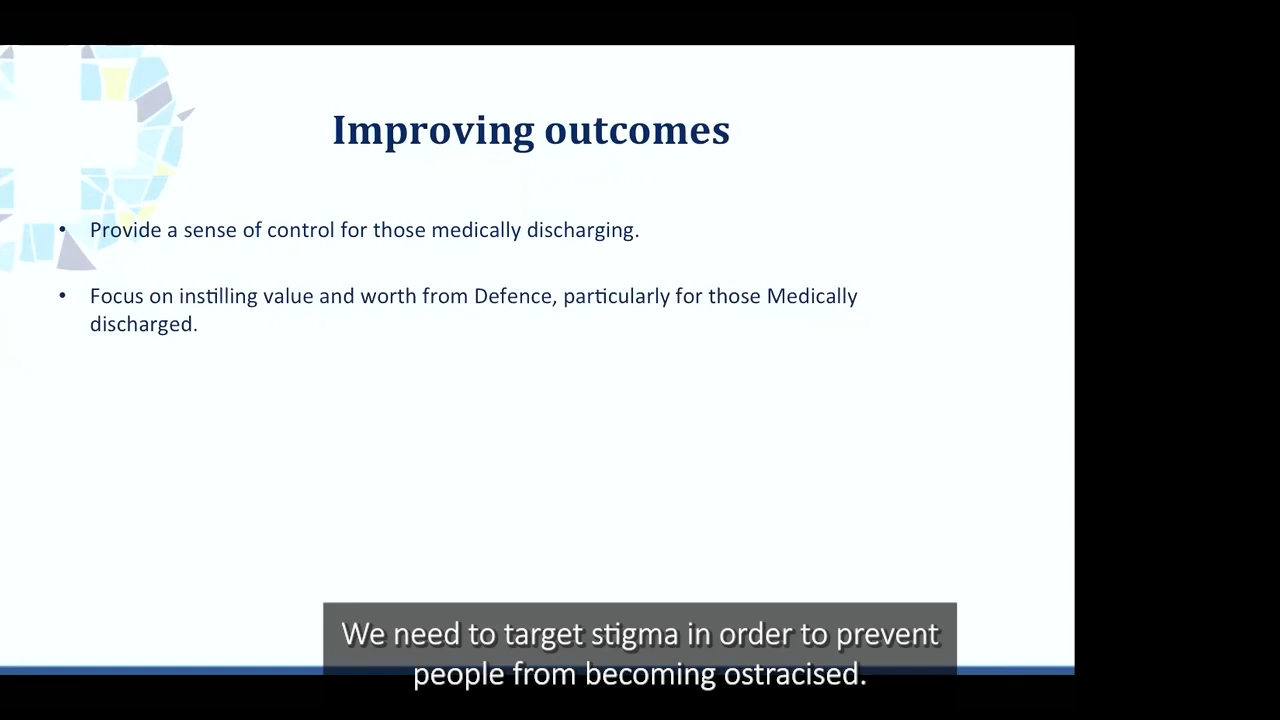 Improving outcomes
• Provide a sense of control for those medically discharging.
• Focus on instilling value and worth from Defence, particularly for those Medically
discharged.
We need to target stigma in order to prevent
people from becoming ostracised.